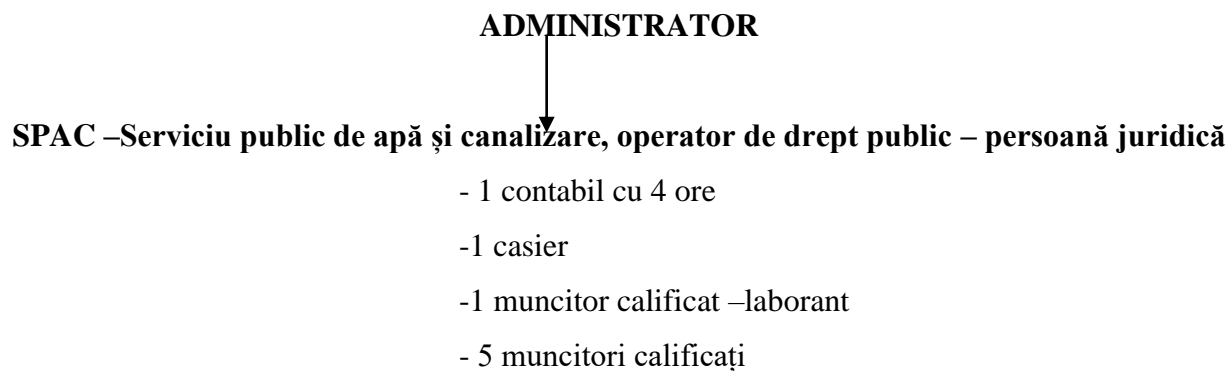 ADMINISTRATOR
SPAC –Serviciu public de apă și canalizare, operator de drept public – persoană juridică
- 1 contabil cu 4 ore
-1 casier
-1 muncitor calificat –laborant
- 5 muncitori calificați